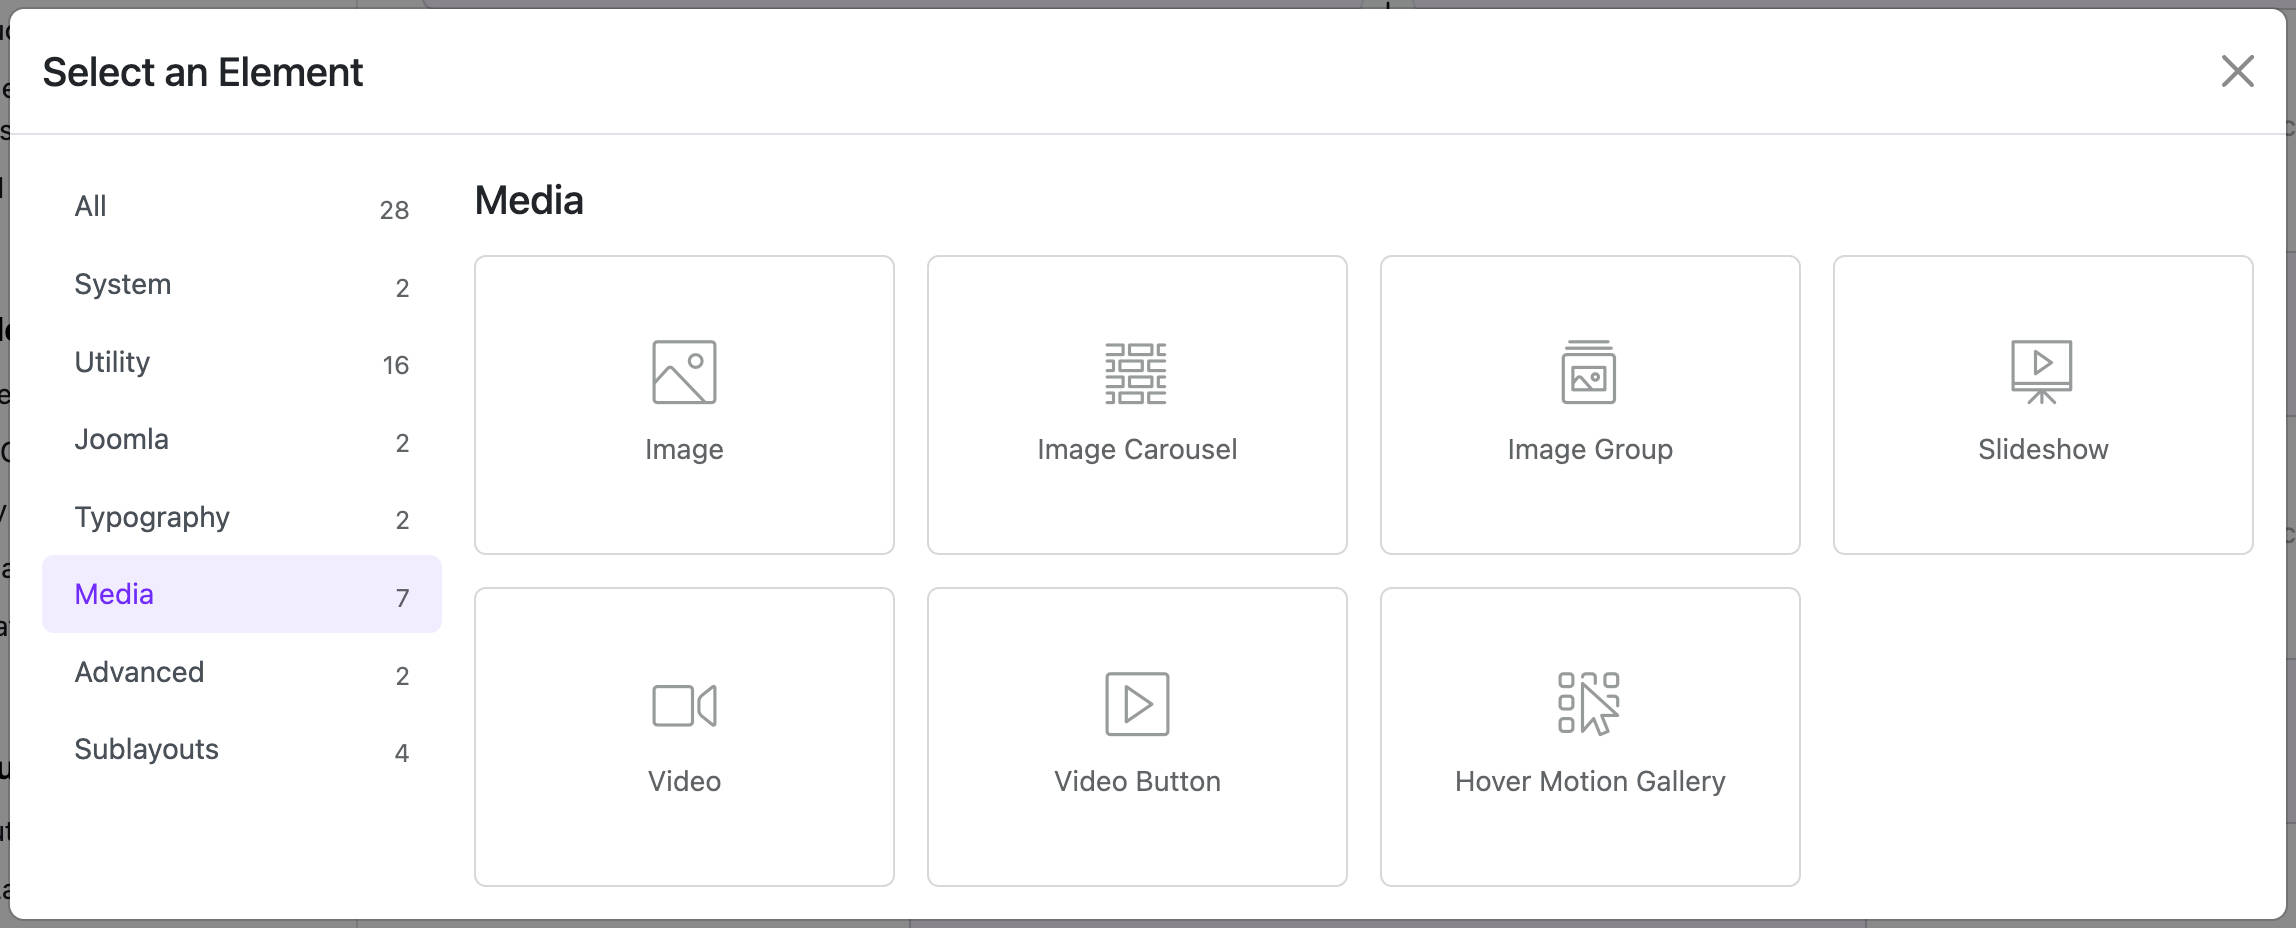 Select an Element
All 28
System 2
Utility 16
Joomla 2
Typography 2
Media 7
Advanced 2
Sublayouts 4
Media
Image
Image Carousel
Image Group
Slideshow
Video
Video Button
Hover Motion Gallery